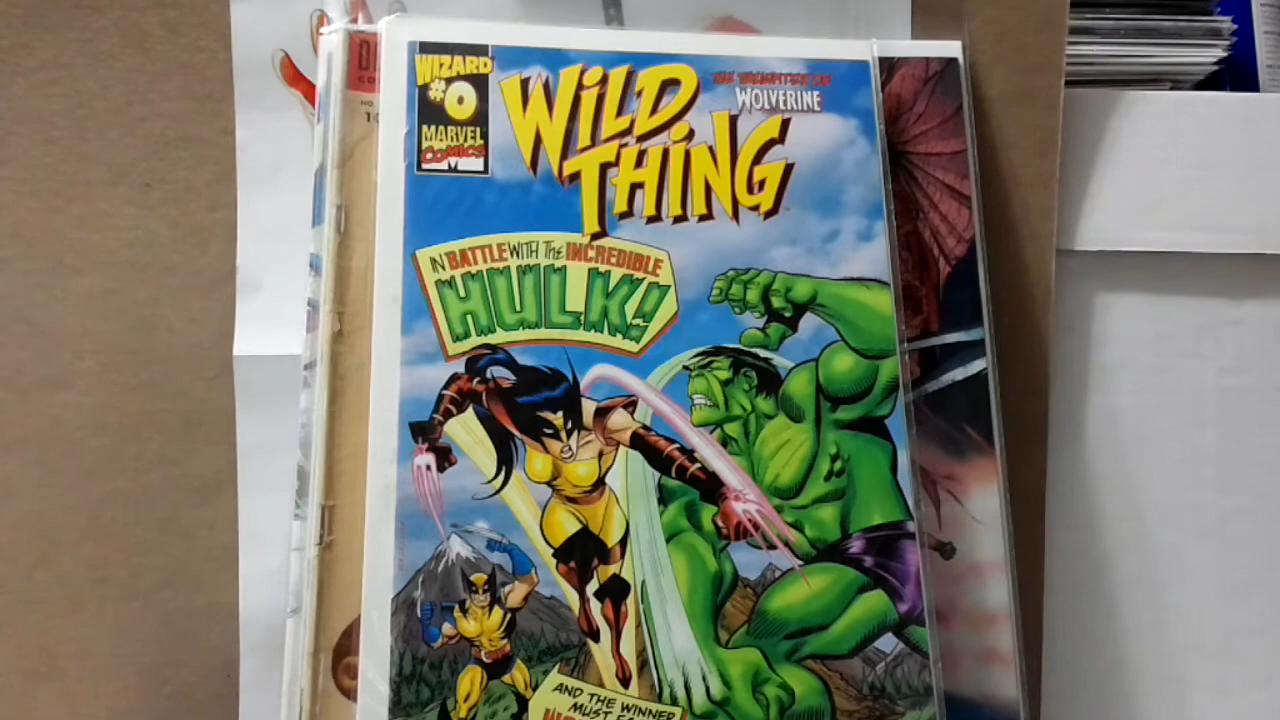 WIZARD
#0
MARVEL
COMICS
WiLD
THiNG
THE DAUGHTER OF
WOLVERINE
IN BATTLE WITH THE INCREDIBLE
HULK!
AND THE WINNER
MUST
NO.